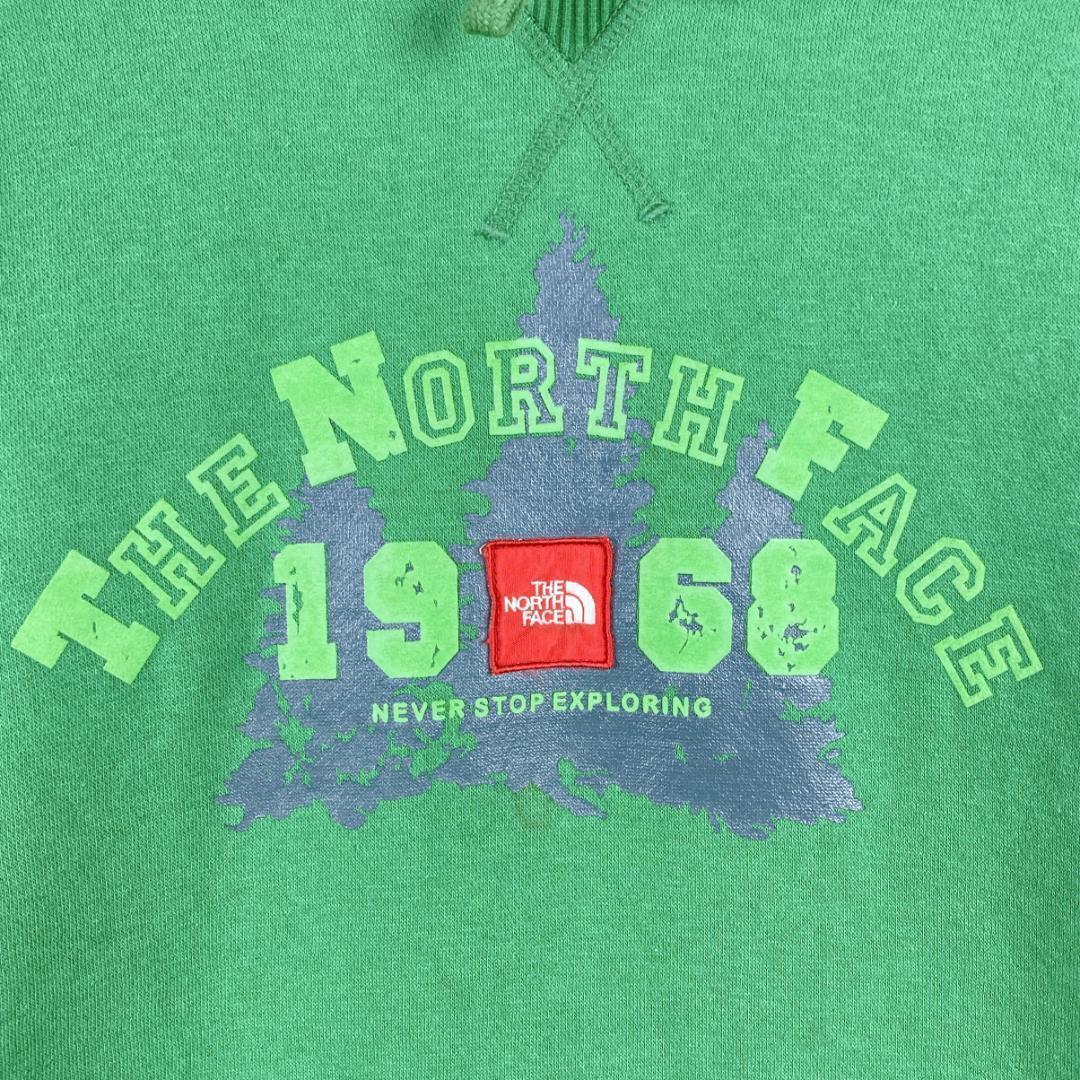 THE NORTH FACE
19 68
THE
NORTH
FACE
NEVER STOP EXPLORING